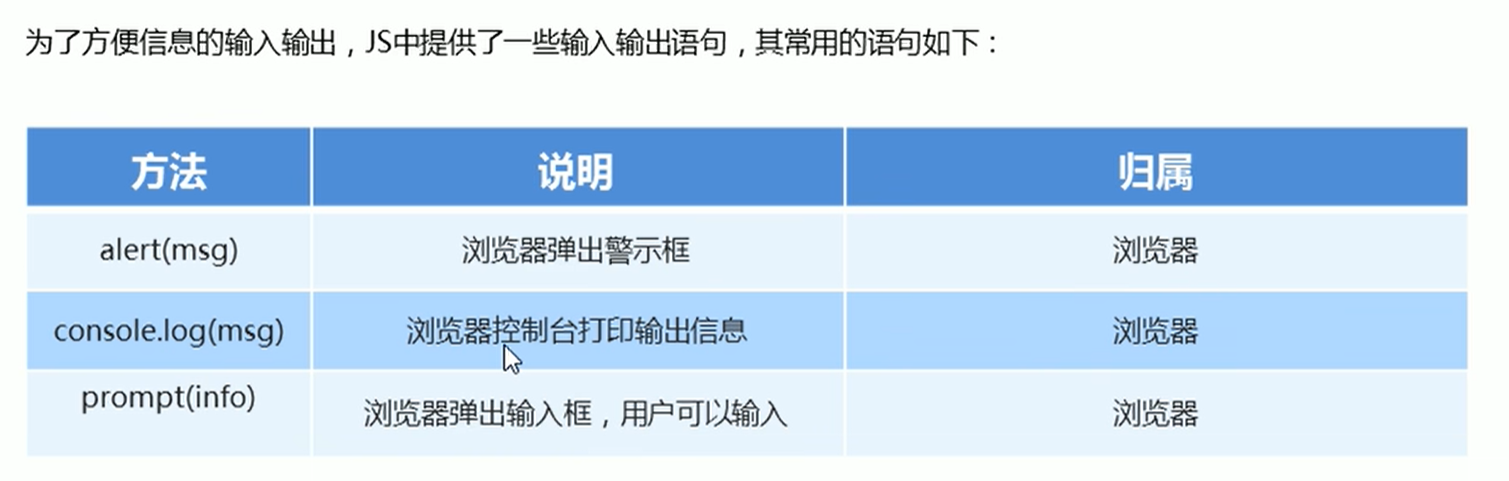 为了方便信息的输入输出，JS中提供了一些输入输出语句，其常用的语句如下：
方法 说明 归属
alert(msg) 浏览器弹出警示框 浏览器
console.log(msg) 浏览器控制台打印输出信息 浏览器
prompt(info) 浏览器弹出输入框，用户可以输入 浏览器